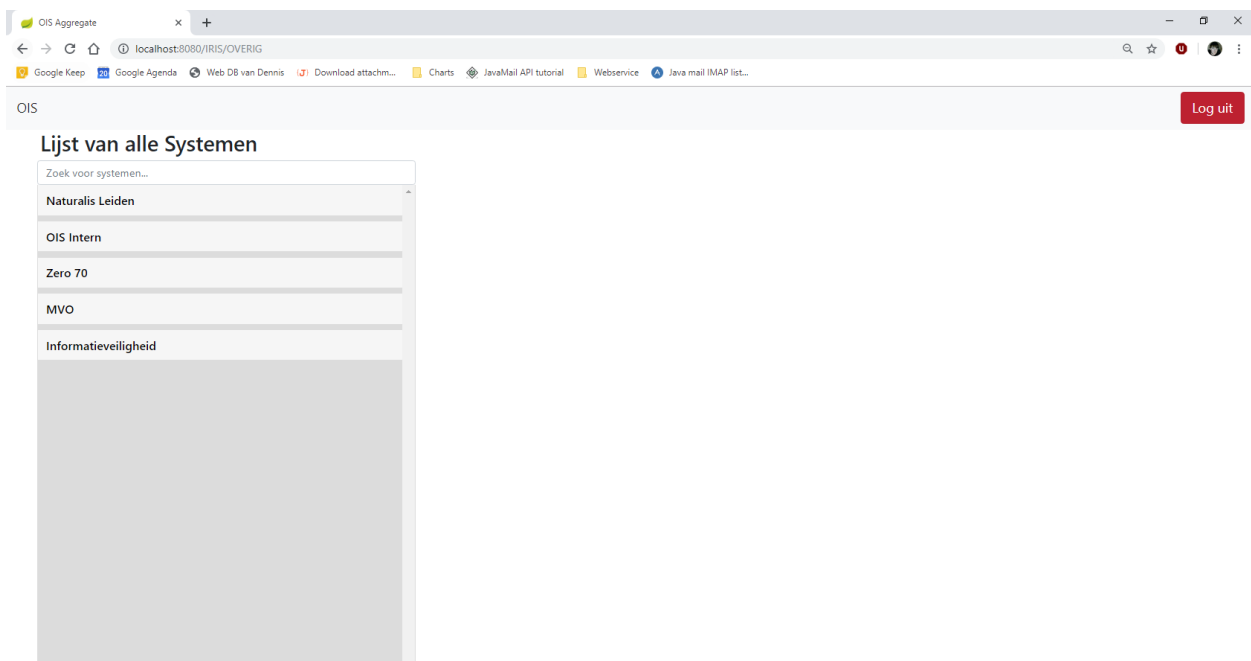 OIS Aggregate
localhost:8080/IRIS/OVERIG
U
Google Keep 20 Google Agenda Web DB van Dennis IJ Download attachm... Charts JavaMail API tutorial Webservice A Java mail IMAP list...
OIS Log uit
Lijst van alle Systemen
Zoek voor systemen...
Naturalis Leiden
OIS Intern
Zero 70
MVO
Informatieveiligheid